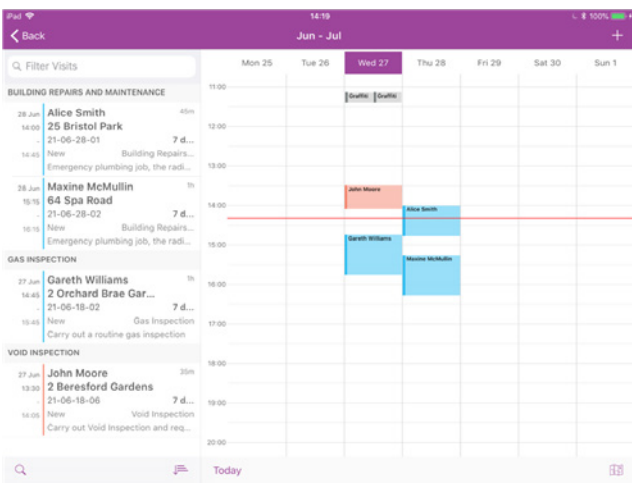 iPad 14:19 100%
Back Jun - Jul +
Filter Visits
Mon 25 Tue 26 Wed 27 Thu 28 Fri 29 Sat 30 Sun 1
BUILDING REPAIRS AND MAINTENANCE
28 Jun Alice Smith 45m
14:00 25 Bristol Park
- 21-06-28-01 7 d...
14:45 New Building Repairs...
Emergency plumbing job, the radi...
28 Jun Maxine McMullin 1h
15:15 64 Spa Road
- 21-06-28-02 7 d...
16:15 New Building Repairs...
Emergency plumbing job, the radi...
GAS INSPECTION
27 Jun Gareth Williams 1h
14:45 2 Orchard Brae Gar...
- 21-06-18-02 7 d...
15:45 New Gas Inspection
Carry out a routine gas inspection
VOID INSPECTION
27 Jun John Moore 35m
13:30 2 Beresford Gardens
- 21-06-18-06 7 d...
14:05 New Void Inspection
Carry out Void Inspection and req...
11:00
Graffiti Graffiti
12:00
13:00
John Moore
14:00
Alice Smith
Gareth Williams
15:00
Maxine McMullin
16:00
17:00
18:00
19:00
20:00
Today